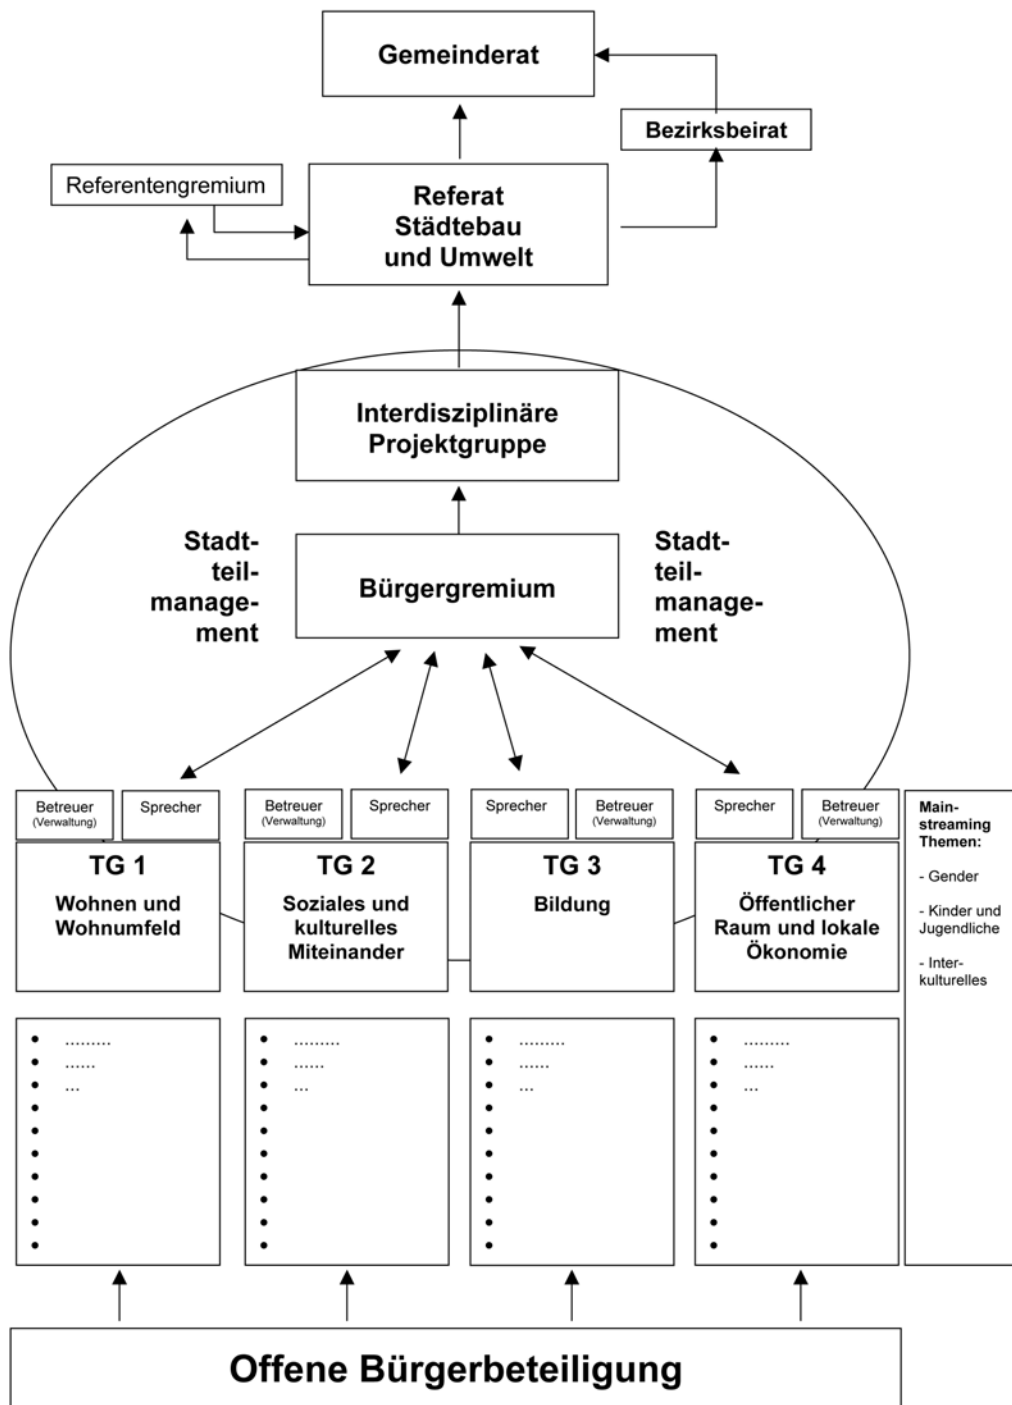 Gemeinderat
Bezirksbeirat
Referentengremium
Referat
Städtebau
und Umwelt
Interdisziplinäre
Projektgruppe
Stadt-
teil-
manage-
ment
Bürgergremium
Stadt-
teil-
manage-
ment
Betreuer
(Verwaltung)
Sprecher
TG 1
Wohnen und
Wohnumfeld
Betreuer
(Verwaltung)
Sprecher
TG 2
Soziales und
kulturelles
Miteinander
Sprecher
Betreuer
(Verwaltung)
TG 3
Bildung
Sprecher
Betreuer
(Verwaltung)
TG 4
Öffentlicher
Raum und lokale
Ökonomie
Main-
streaming
Themen:
- Gender
- Kinder und
Jugendliche
- Inter-
kulturelles
• .........
• ......
• ...
•
•
•
•
•
•
•
• .........
• ......
• ...
•
•
•
•
•
•
•
• .........
• ......
• ...
•
•
•
•
•
•
•
• .........
• ......
• ...
•
•
•
•
•
•
•
Offene Bürgerbeteiligung